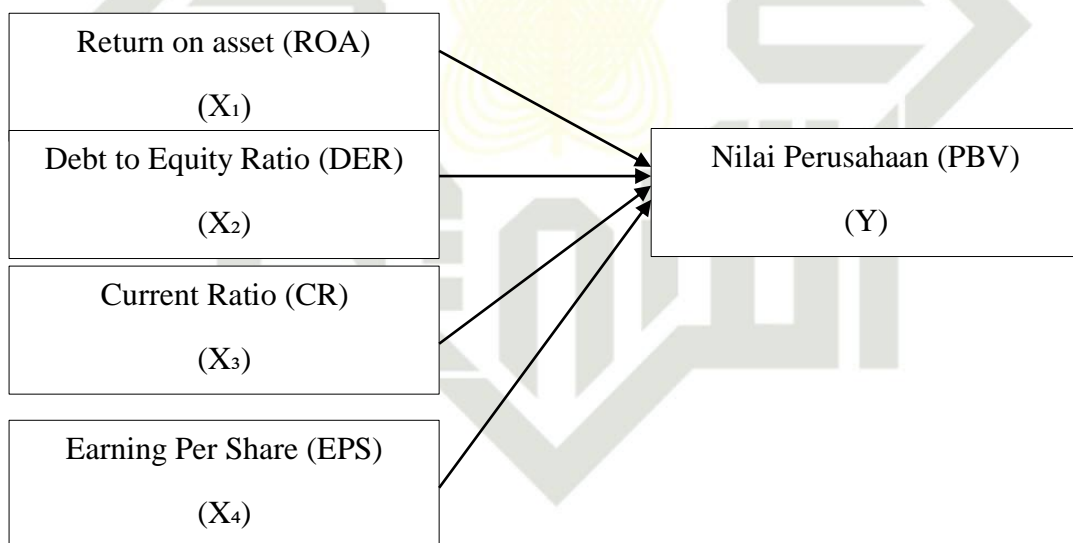 Return on asset (ROA)
(X₁)
Debt to Equity Ratio (DER)
(X₂)
Current Ratio (CR)
(X₃)
Earning Per Share (EPS)
(X₄)
Nilai Perusahaan (PBV)
(Y)